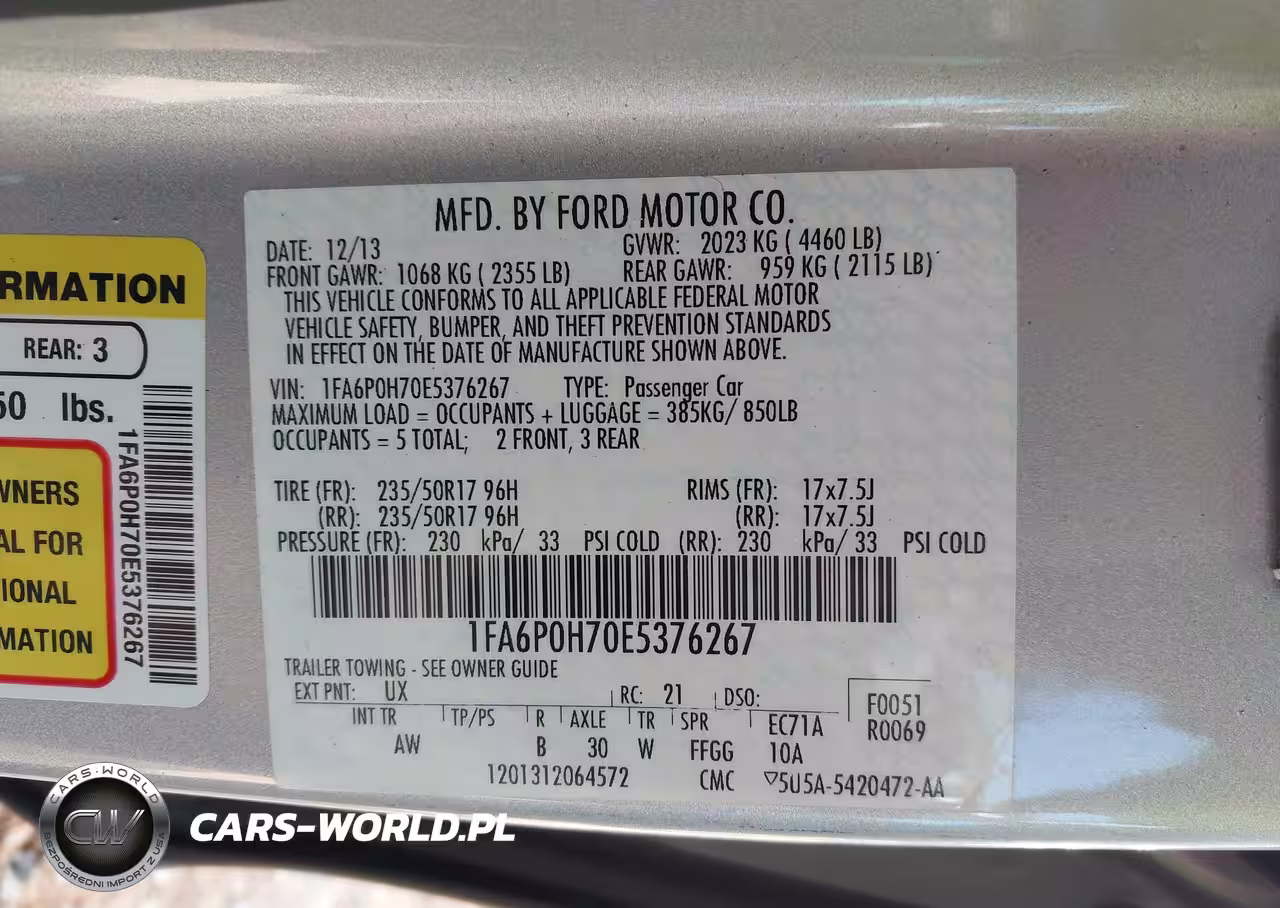 RMATION
REAR: 3
50 lbs.
WNERS
AL FOR
IONAL
MATION
1FA6P0H70E5376267
MFD. BY FORD MOTOR CO.
DATE: 12/13 GVWR: 2023 KG ( 4460 LB)
FRONT GAWR: 1068 KG ( 2355 LB) REAR GAWR: 959 KG ( 2115 LB)
THIS VEHICLE CONFORMS TO ALL APPLICABLE FEDERAL MOTOR
VEHICLE SAFETY, BUMPER, AND THEFT PREVENTION STANDARDS
IN EFFECT ON THE DATE OF MANUFACTURE SHOWN ABOVE.
VIN: 1FA6P0H70E5376267 TYPE: Passenger Car
MAXIMUM LOAD = OCCUPANTS + LUGGAGE = 385KG/ 850LB
OCCUPANTS = 5 TOTAL; 2 FRONT, 3 REAR
TIRE (FR): 235/50R17 96H RIMS (FR): 17x7.5J
(RR): 235/50R17 96H (RR): 17x7.5J
PRESSURE (FR): 230 kPa/ 33 PSI COLD (RR): 230 kPa/ 33 PSI COLD
1FA6P0H70E5376267
TRAILER TOWING - SEE OWNER GUIDE
EXT PNT: UX RC: 21 DSO: F0051
INT TR TP/PS R AXLE TR SPR EC71A R0069
AW B 30 W FFGG 10A
1201312064572 CMC ▽5U5A-5420472-AA
CARS-WORLD
CW
BEZPOŚREDNI IMPORT Z USA
CARS-WORLD.PL